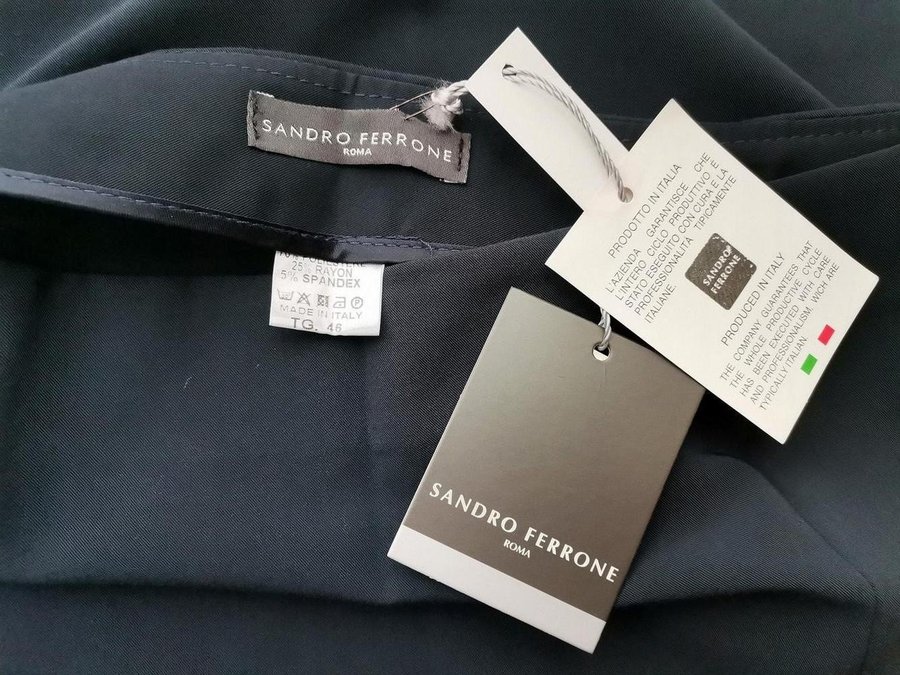 SANDRO FERRONE
ROMA
25% RAYON
5% SPANDEX
MADE IN ITALY
TG. 46
PRODOTTO IN ITALIA
L'AZIENDA GARANTISCE CHE
L'INTERO CICLO PRODUTTIVO E'
STATO ESEGUITO CON CURA E LA
PROFESSIONALITA' TIPICAMENTE
ITALIANE.
SANDRO
FERRONE
PRODUCED IN ITALY
THE COMPANY GUARANTEES THAT
THE WHOLE PRODUCTIVE CYCLE
HAS BEEN EXECUTED WITH CARE
AND PROFESSIONALISM, WICH ARE
TYPICALLY ITALIAN.
SANDRO FERRONE
ROMA